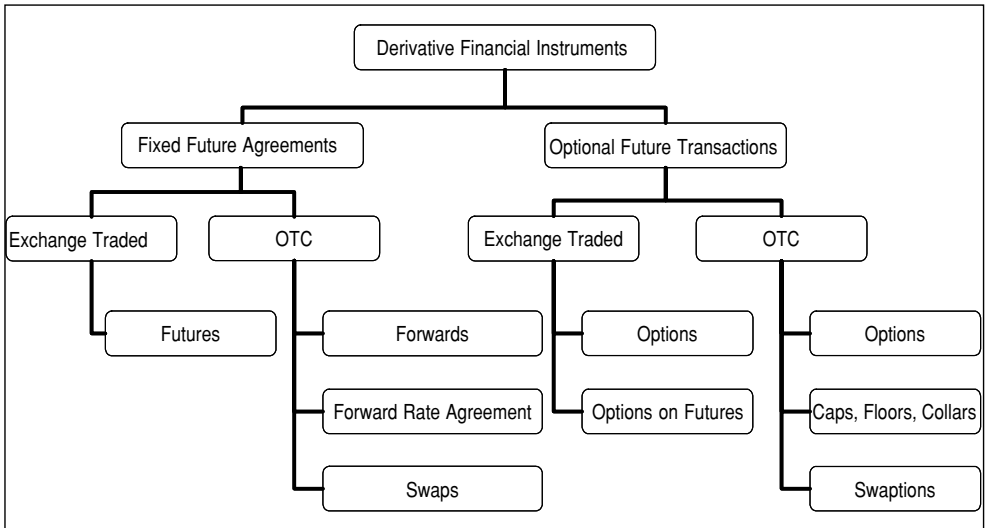 Derivative Financial Instruments
Fixed Future Agreements
Optional Future Transactions
Exchange Traded
OTC
Exchange Traded
OTC
Futures
Forwards
Options
Options
Forward Rate Agreement
Options on Futures
Caps, Floors, Collars
Swaps
Swaptions